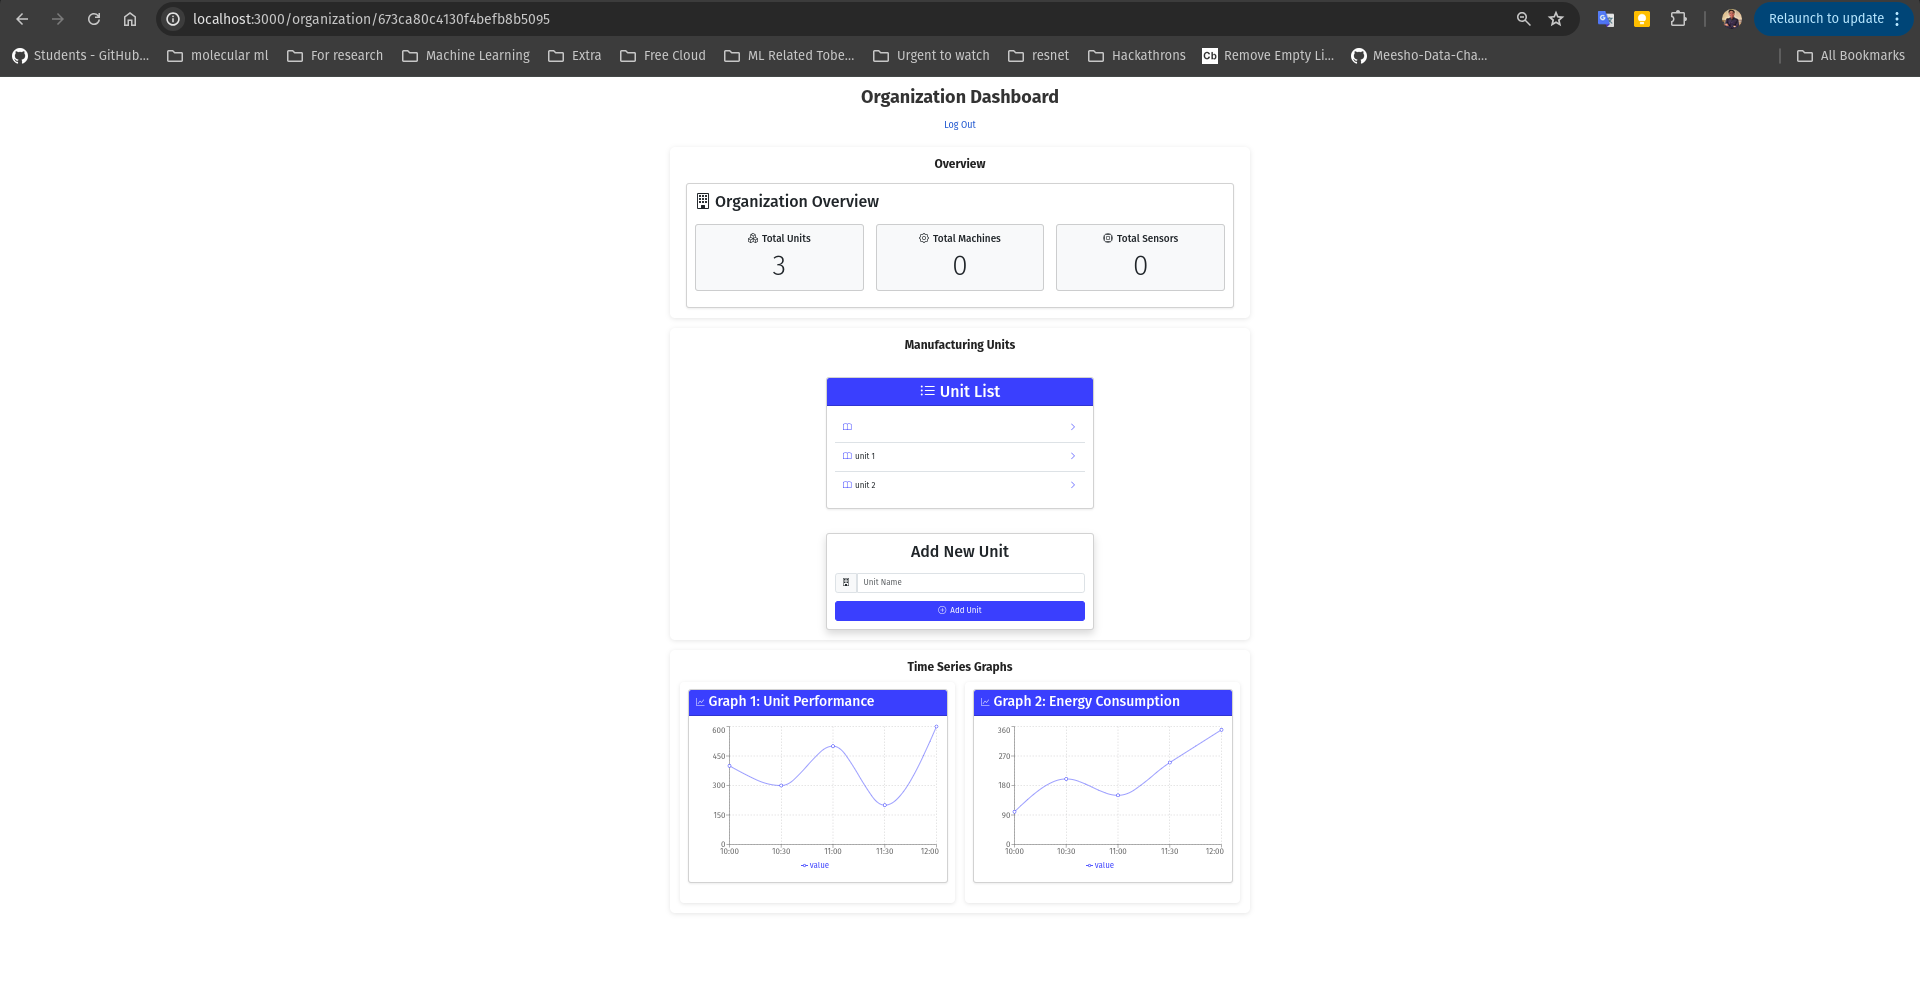 localhost:3000/organization/673ca80c4130f4befb8b5095
Relaunch to update
Students - GitHub... molecular ml For research Machine Learning Extra Free Cloud ML Related Tobe... Urgent to watch resnet Hackathrons Cb Remove Empty Li... Meesho-Data-Cha... All Bookmarks
Organization Dashboard
Log Out
Overview
Organization Overview
Total Units Total Machines Total Sensors
3 0 0
Manufacturing Units
Unit List
unit 1
unit 2
Add New Unit
Unit Name
Add Unit
Time Series Graphs
Graph 1: Unit Performance
600
450
300
150
0
10:00 10:30 11:00 11:30 12:00
value
Graph 2: Energy Consumption
360
270
180
90
0
10:00 10:30 11:00 11:30 12:00
value